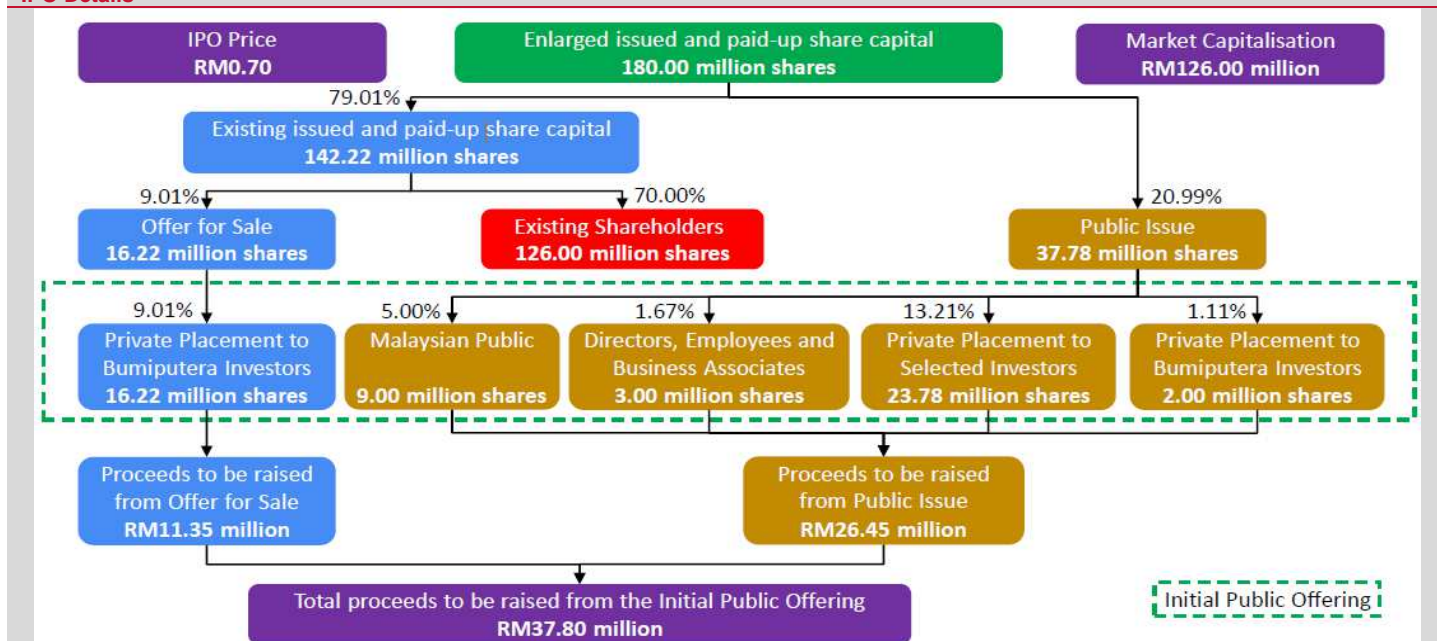 IPO Details
IPO Price
RM0.70
Enlarged issued and paid-up share capital
180.00 million shares
Market Capitalisation
RM126.00 million
79.01%
Existing issued and paid-up share capital
142.22 million shares
9.01%
70.00%
20.99%
Offer for Sale
16.22 million shares
Existing Shareholders
126.00 million shares
Public Issue
37.78 million shares
9.01%
5.00%
1.67%
13.21%
1.11%
Private Placement to
Bumiputera Investors
16.22 million shares
Malaysian Public
9.00 million shares
Directors, Employees and
Business Associates
3.00 million shares
Private Placement to
Selected Investors
23.78 million shares
Private Placement to
Bumiputera Investors
2.00 million shares
Proceeds to be raised
from Offer for Sale
RM11.35 million
Proceeds to be raised
from Public Issue
RM26.45 million
Total proceeds to be raised from the Initial Public Offering
RM37.80 million
Initial Public Offering